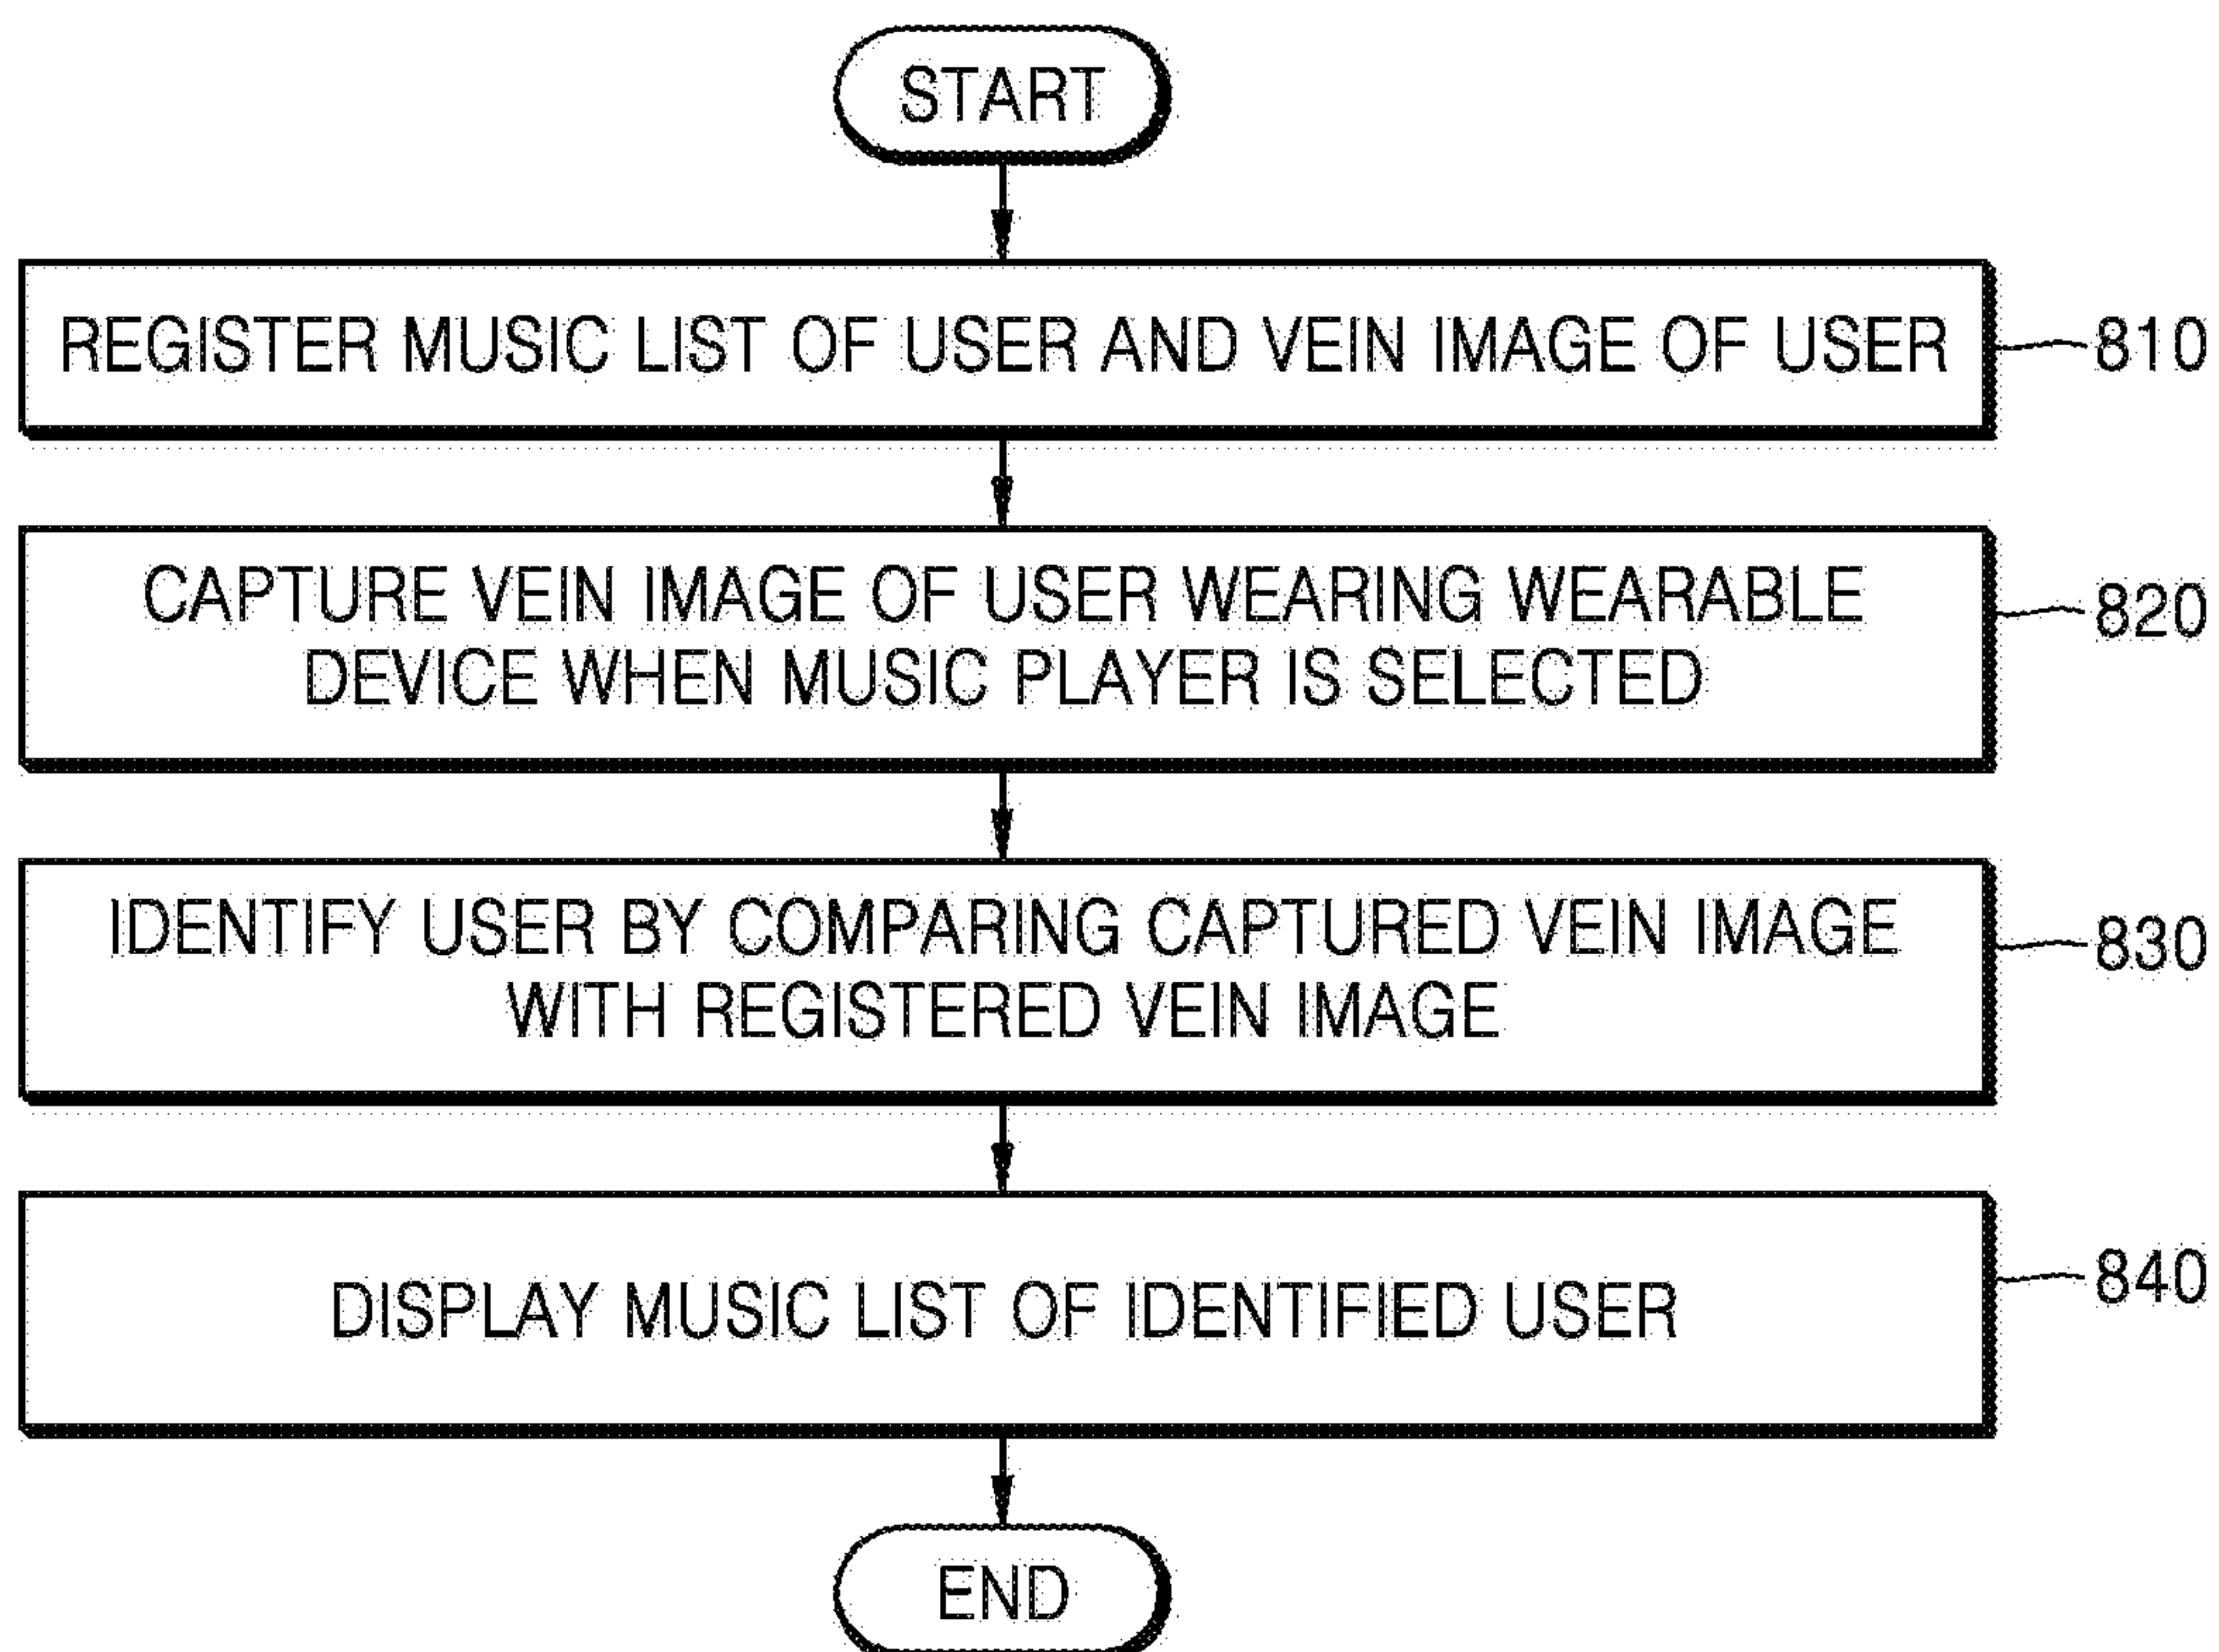 START
REGISTER MUSIC LIST OF USER AND VEIN IMAGE OF USER
810
CAPTURE VEIN IMAGE OF USER WEARING WEARABLE
DEVICE WHEN MUSIC PLAYER IS SELECTED
820
IDENTIFY USER BY COMPARING CAPTURED VEIN IMAGE
WITH REGISTERED VEIN IMAGE
830
DISPLAY MUSIC LIST OF IDENTIFIED USER
840
END